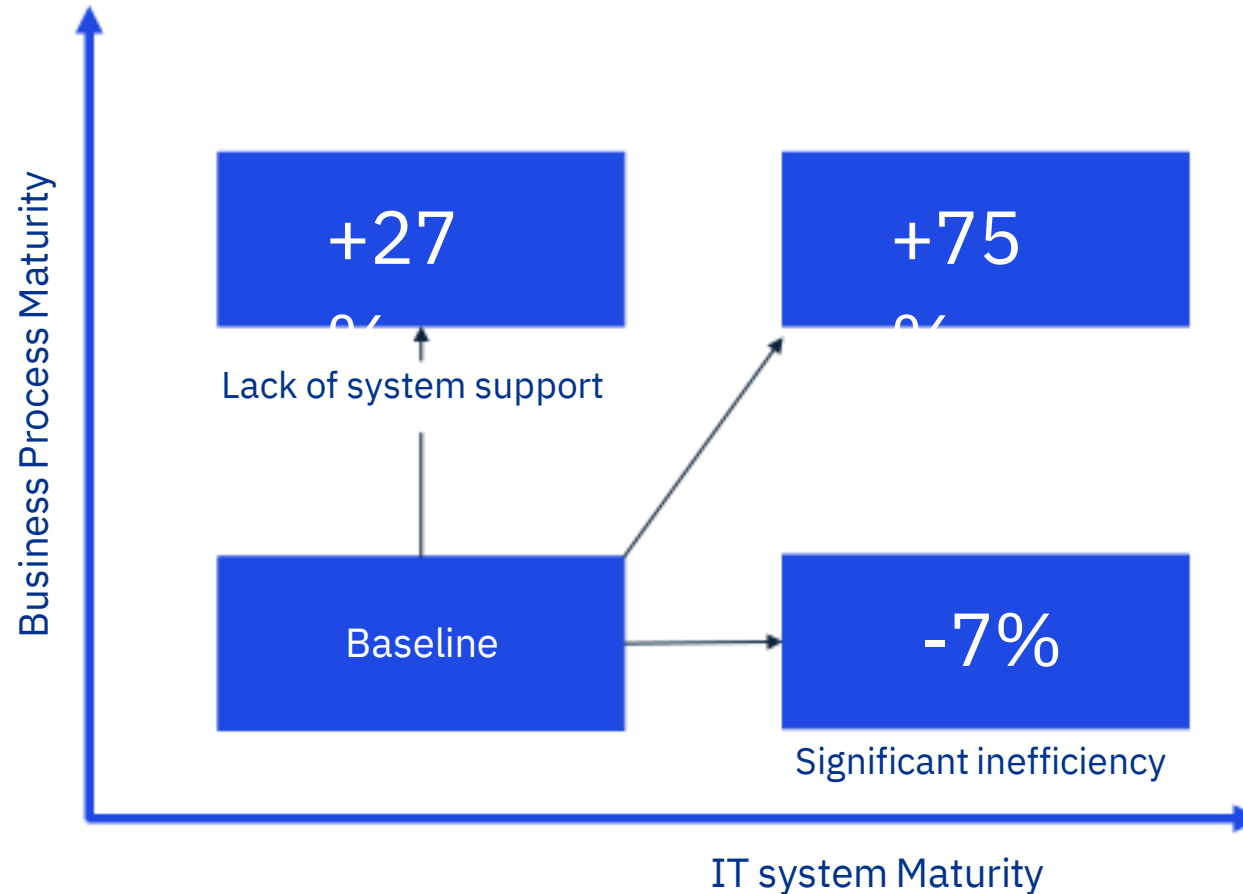 Business Process Maturity
+27
%
+75
%
Lack of system support
Baseline
-7%
Significant inefficiency
IT system Maturity